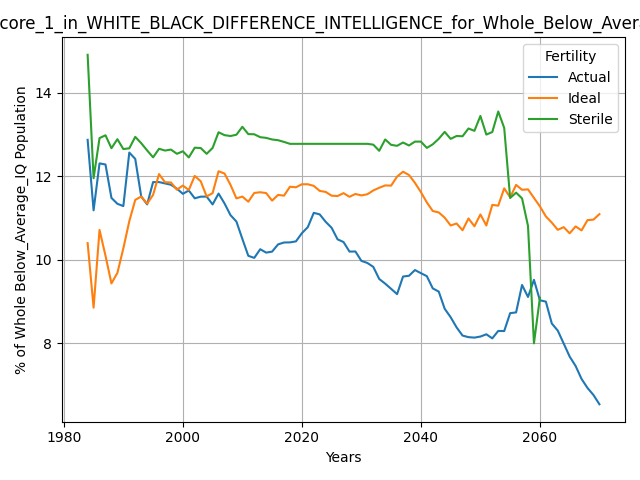 core_1_in_WHITE_BLACK_DIFFERENCE_INTELLIGENCE_for_Whole_Below_Avera
Fertility
Actual
Ideal
Sterile
% of Whole Below_Average_IQ Population
14
12
10
8
1980
2000
2020
2040
2060
Years